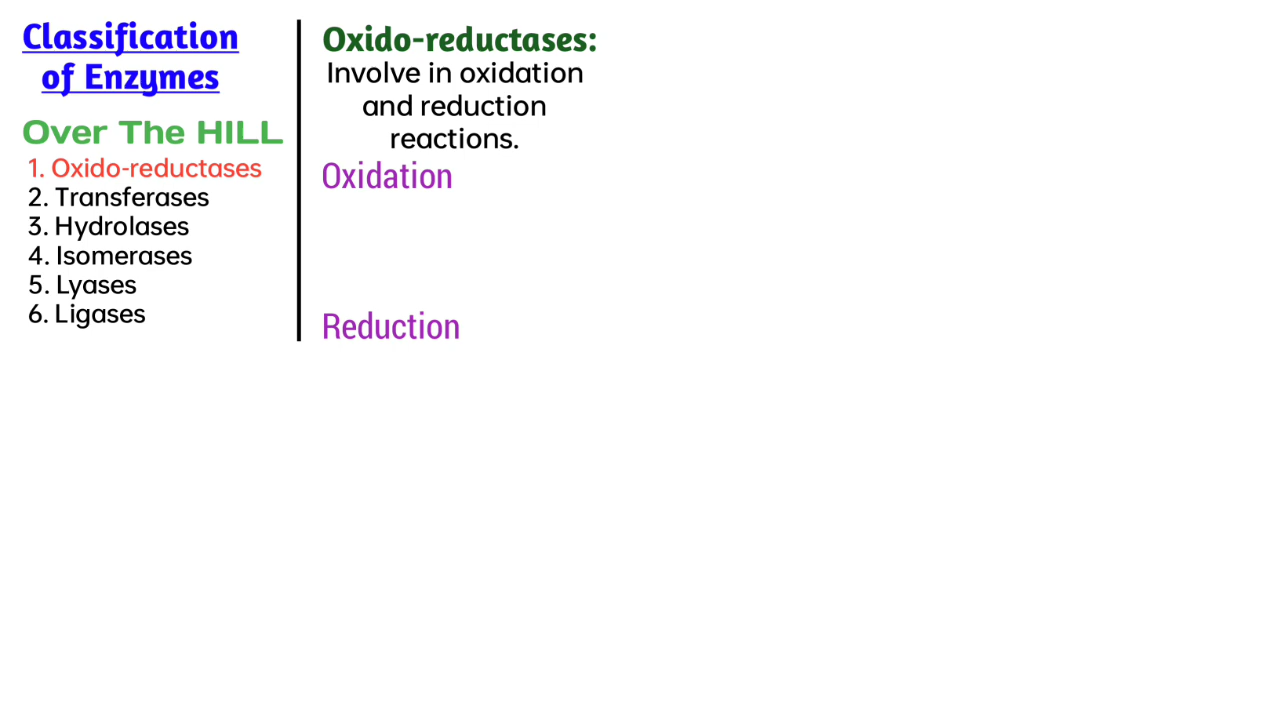 Classification
of Enzymes
Over The HILL
1. Oxido-reductases
2. Transferases
3. Hydrolases
4. Isomerases
5. Lyases
6. Ligases
Oxido-reductases:
Involve in oxidation
and reduction
reactions.
Oxidation
Reduction